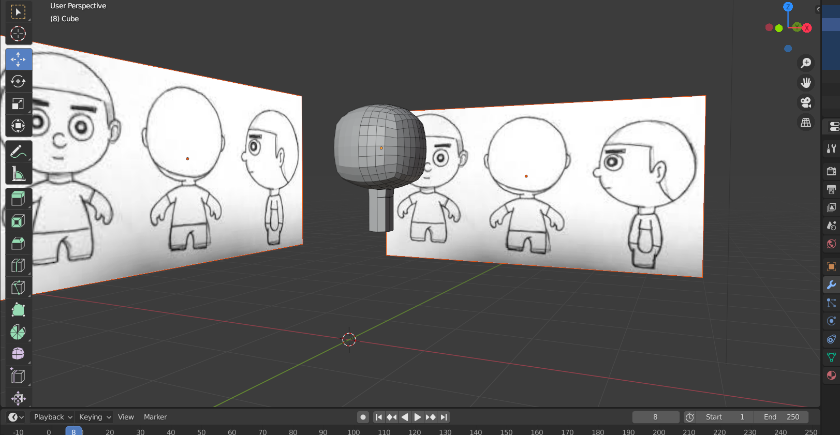 User Perspective
(8) Cube
Z
Y
X
Playback Keying View Marker 8 Start 1 End 250
-10 0 8 20 30 40 50 60 70 80 90 100 110 120 130 140 150 160 170 180 190 200 210 220 230 240 250